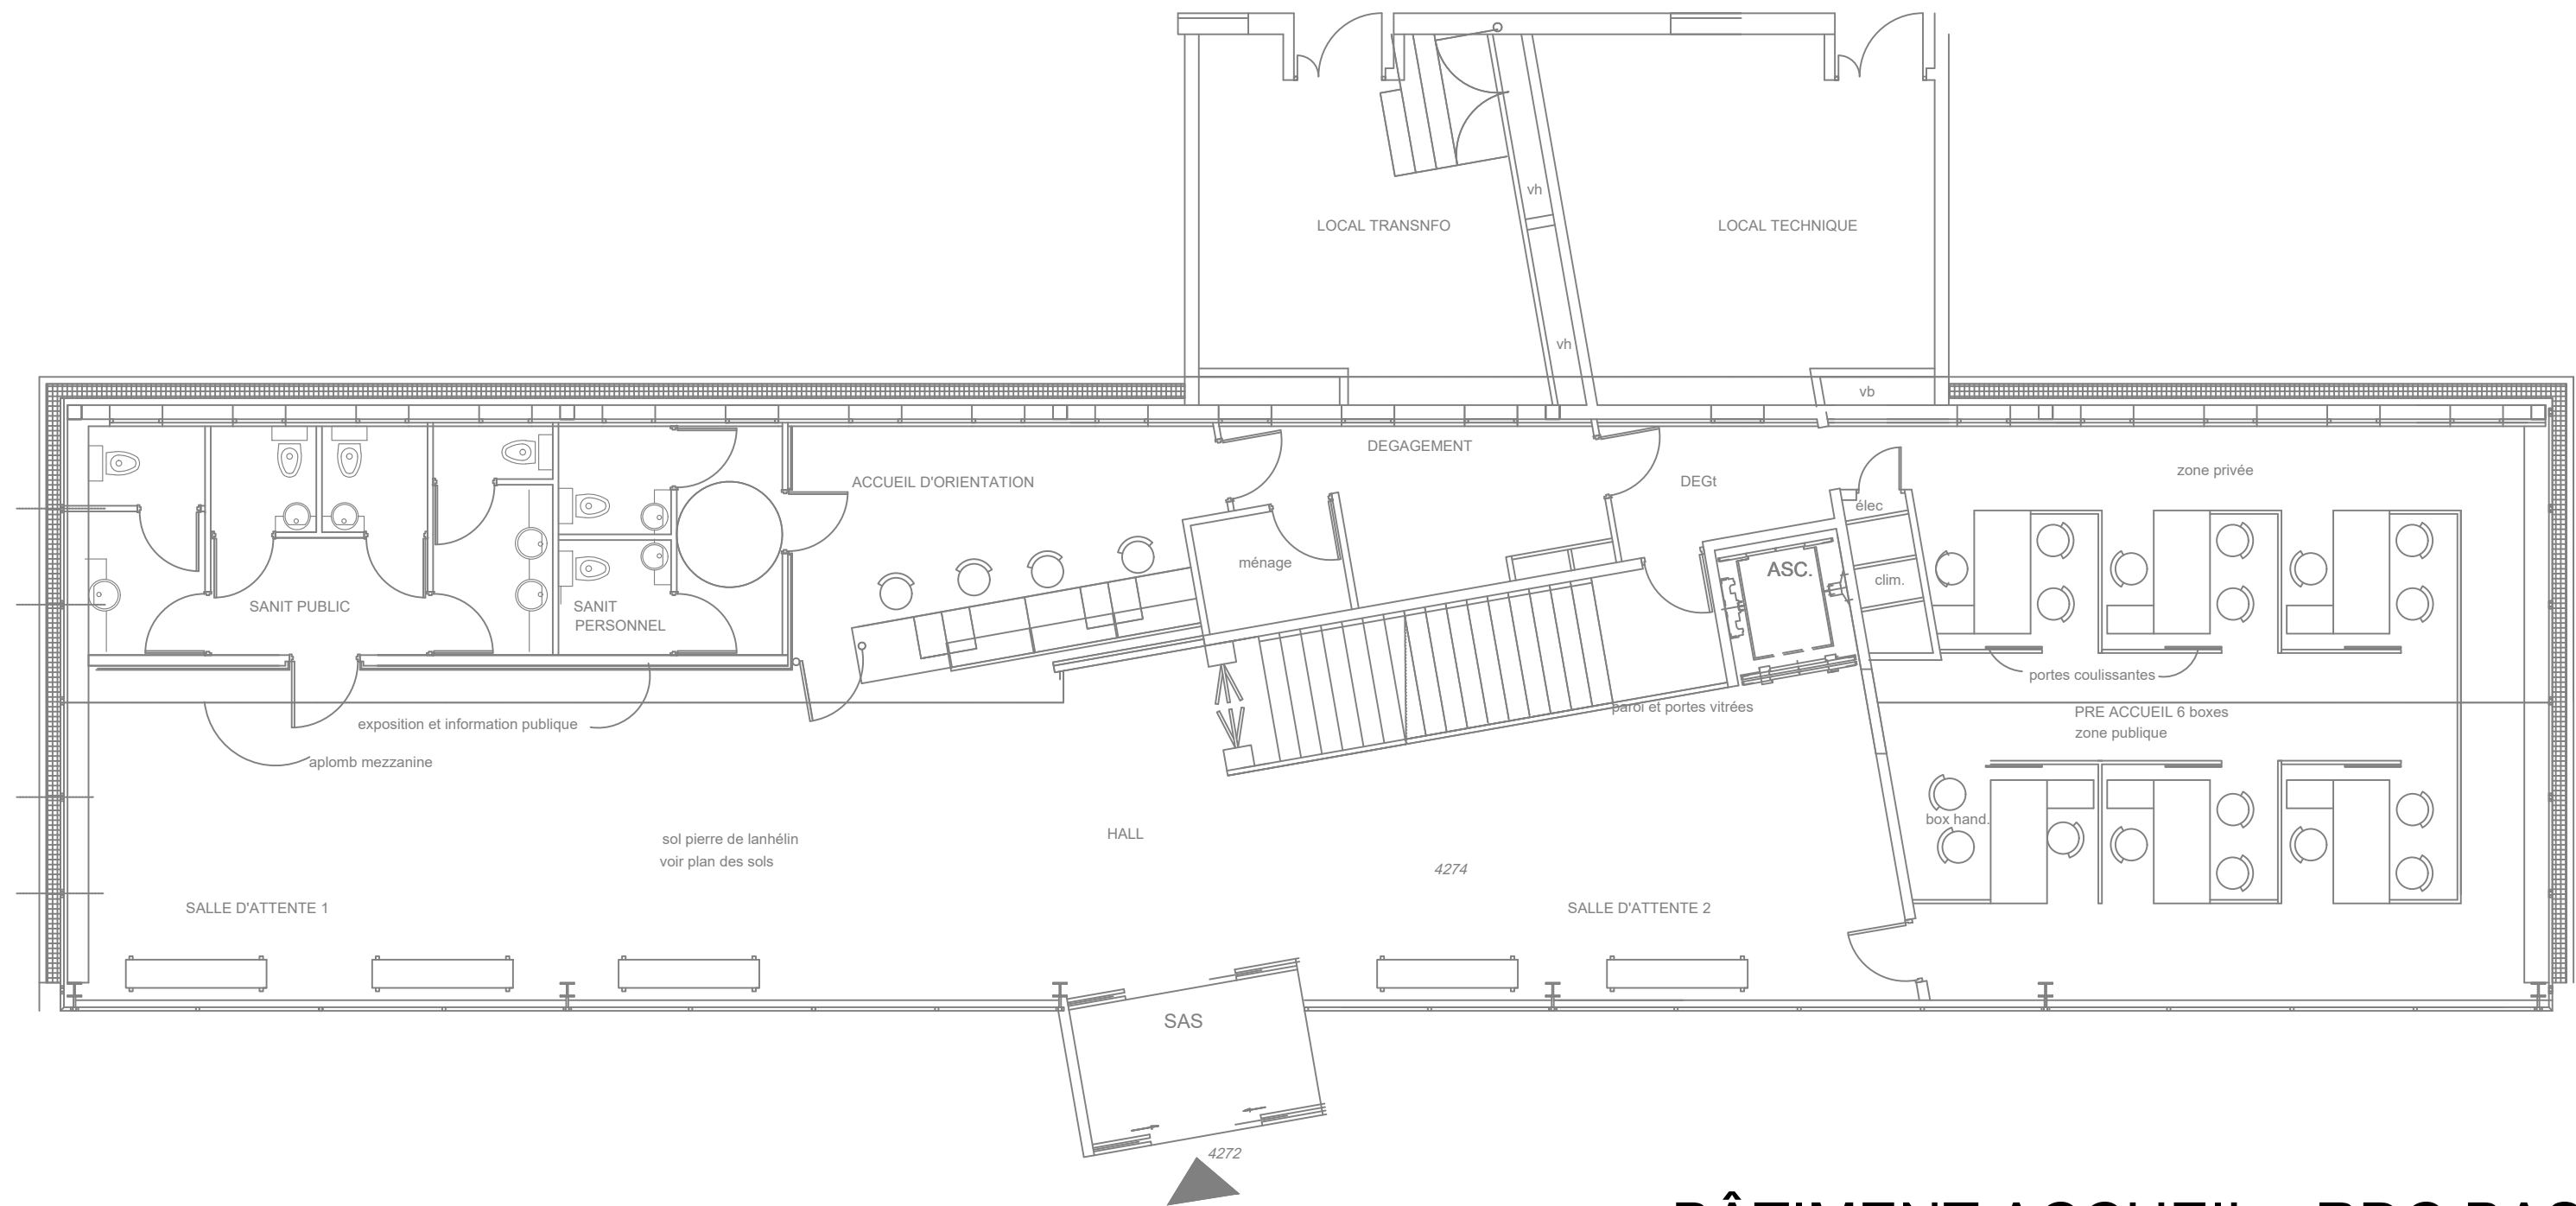 vh
LOCAL TRANSNFO
LOCAL TECHNIQUE
vh
vb
DEGAGEMENT
zone privée
ACCUEIL D'ORIENTATION
DEGt
élec
ménage
ASC.
clim.
SANIT PUBLIC
SANIT
PERSONNEL
portes coulissantes
paroi et portes vitrées
PRE ACCUEIL 6 boxes
zone publique
exposition et information publique
aplomb mezzanine
box hand.
sol pierre de lanhélin
voir plan des sols
HALL
4274
SALLE D'ATTENTE 1
SALLE D'ATTENTE 2
SAS
4272